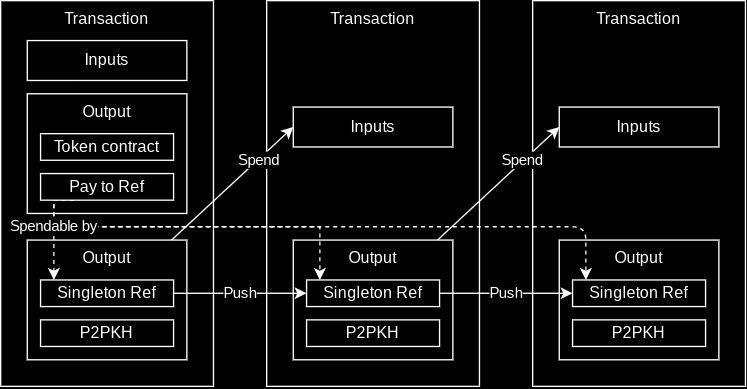 Transaction
Inputs
Output
Token contract
Pay to Ref
Spendable by
Output
Singleton Ref
P2PKH
Spend
Push
Transaction
Inputs
Output
Singleton Ref
P2PKH
Spend
Push
Transaction
Inputs
Output
Singleton Ref
P2PKH